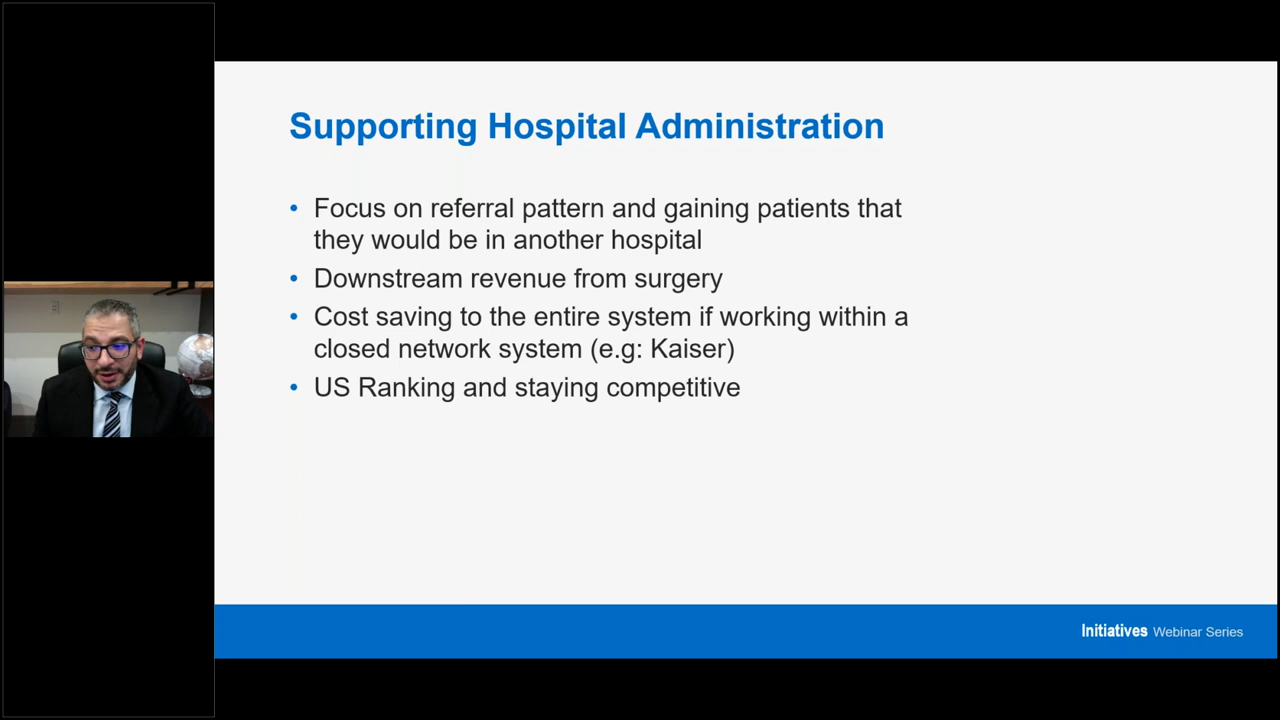 Supporting Hospital Administration
• Focus on referral pattern and gaining patients that
they would be in another hospital
• Downstream revenue from surgery
• Cost saving to the entire system if working within a
closed network system (e.g: Kaiser)
• US Ranking and staying competitive
Initiatives Webinar Series